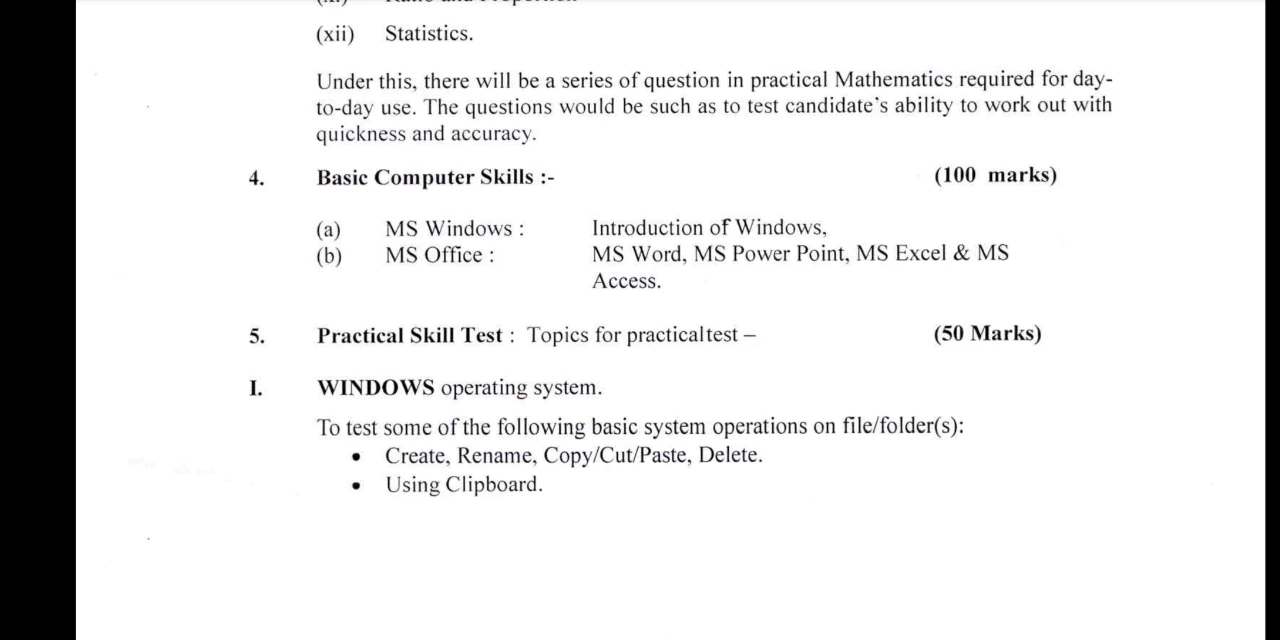 (xii) Statistics.
Under this, there will be a series of question in practical Mathematics required for day-
to-day use. The questions would be such as to test candidate's ability to work out with
quickness and accuracy.
4. Basic Computer Skills :- (100 marks)
(a) MS Windows : Introduction of Windows,
(b) MS Office : MS Word, MS Power Point, MS Excel & MS
Access.
5. Practical Skill Test : Topics for practical test – (50 Marks)
I. WINDOWS operating system.
To test some of the following basic system operations on file/folder(s):
• Create, Rename, Copy/Cut/Paste, Delete.
• Using Clipboard.